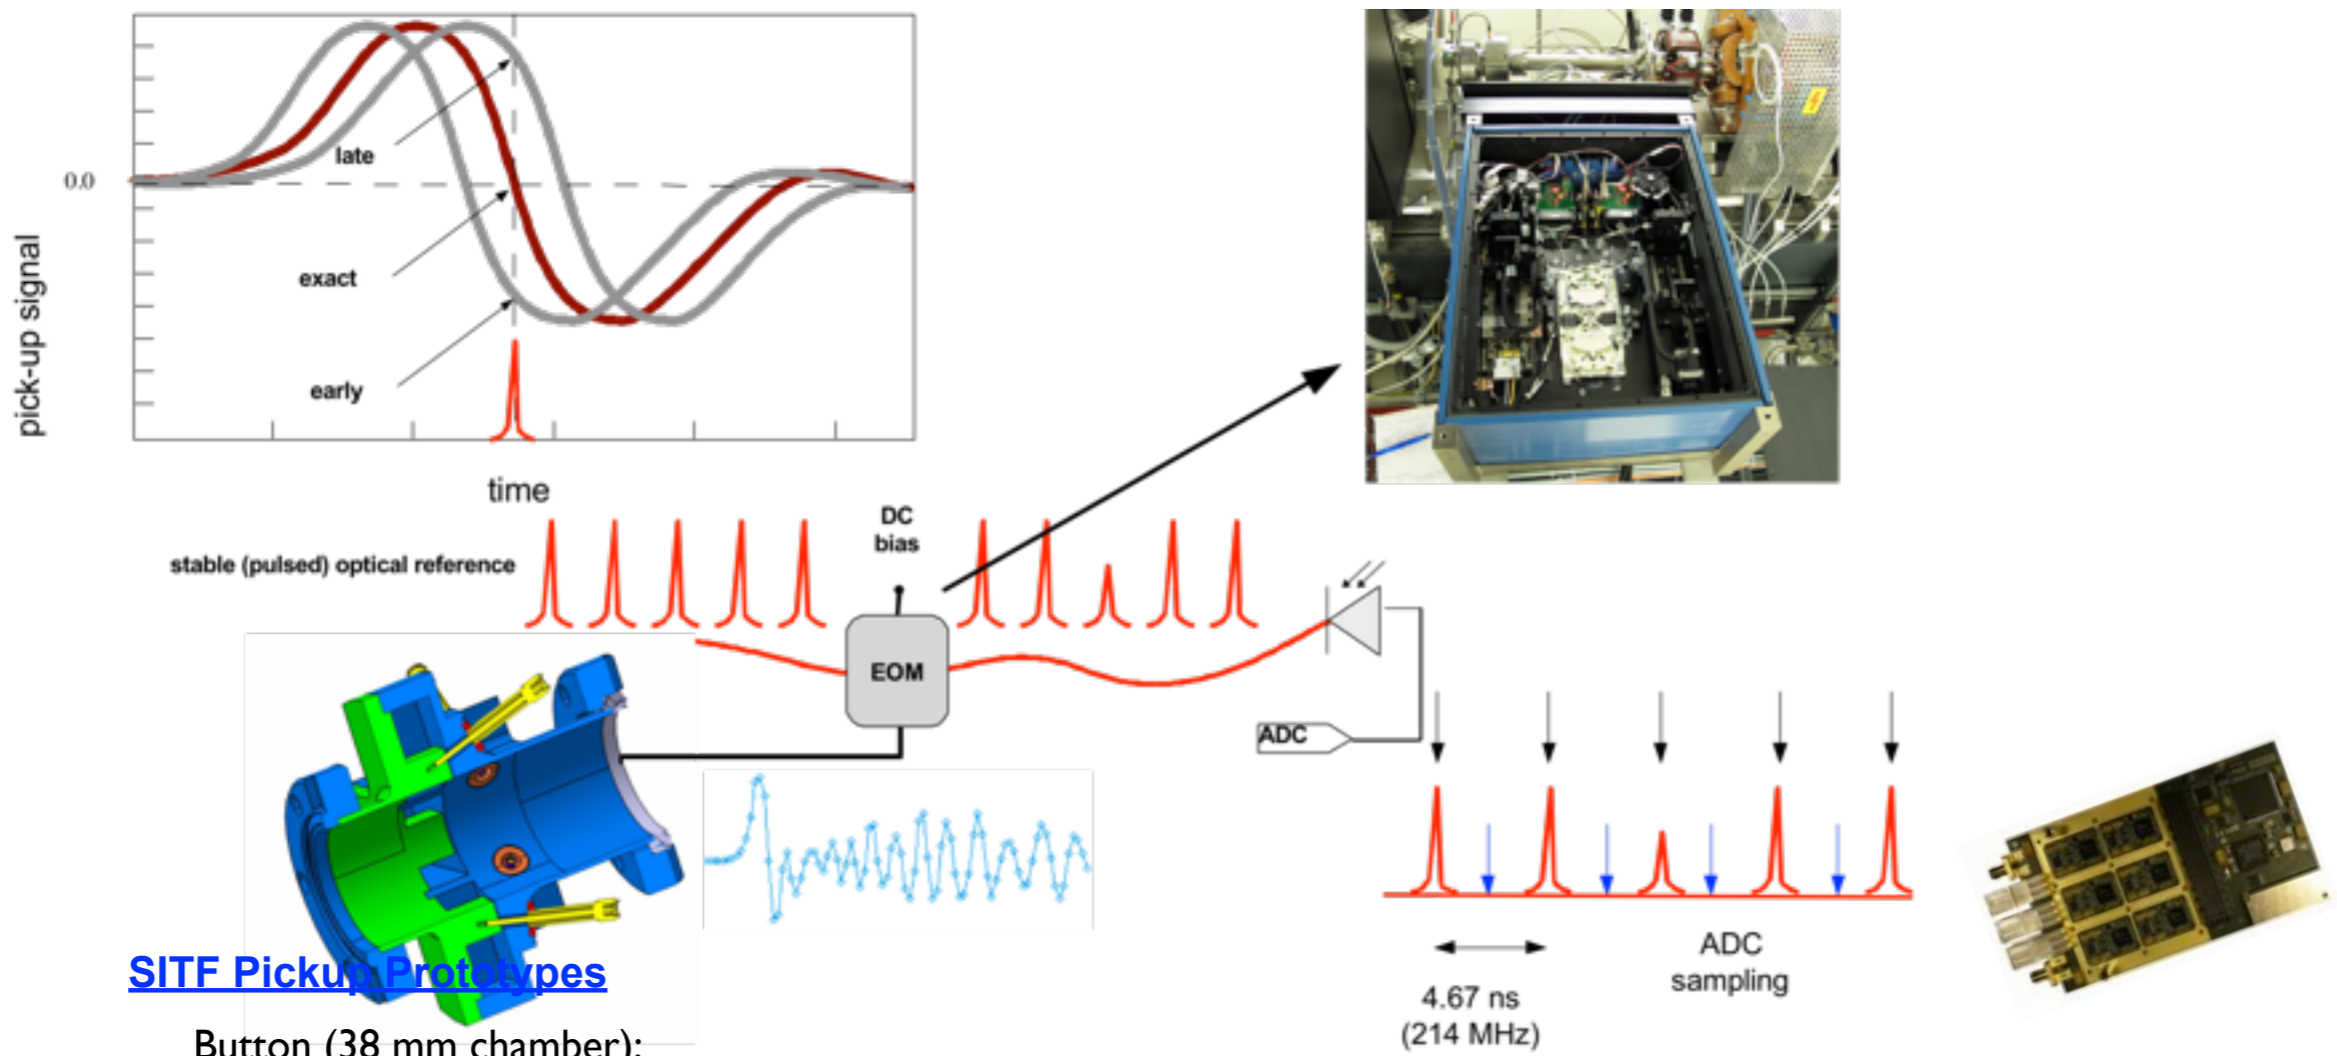 late
0.0
exact
pick-up signal
early
time
DC
bias
stable (pulsed) optical reference
EOM
ADC
SITF Pickup Prototypes
ADC
sampling
4.67 ns
(214 MHz)
Button (38 mm chamber):